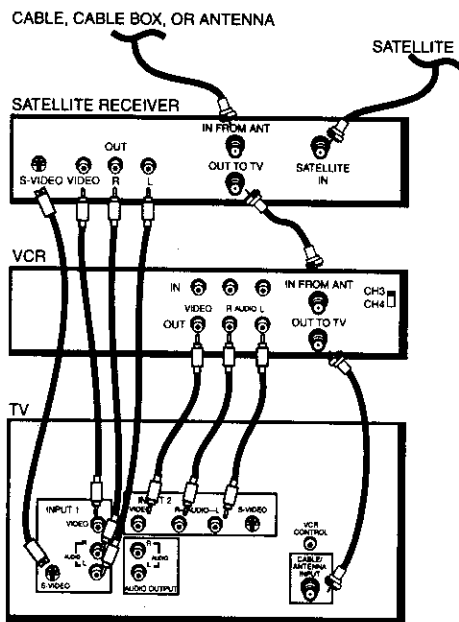 CABLE, CABLE BOX, OR ANTENNA
SATELLITE
SATELLITE RECEIVER
IN FROM ANT
OUT
OUT TO TV
SATELLITE
IN
S-VIDEO VIDEO R L
VCR
IN
IN FROM ANT
CH3
CH4
VIDEO R AUDIO L
OUT
OUT TO TV
TV
INPUT 1
INPUT 2
VIDEO R-AUDIO-L S-VIDEO
VIDEO
R
AUDIO
L
S-VIDEO
R
AUDIO
L
AUDIO OUTPUT
VCR
CONTROL
CABLE/
ANTENNA
INPUT